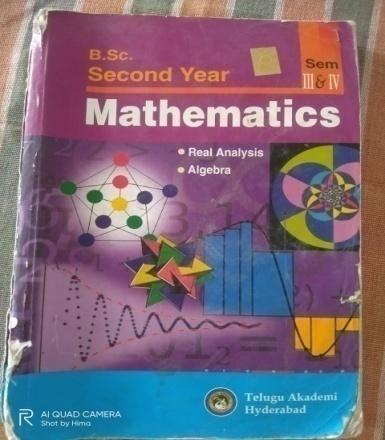 B.Sc.
Second Year
Sem
III & IV
Mathematics
• Real Analysis
• Algebra
Telugu Akademi
Hyderabad
AI QUAD CAMERA
Shot by Hima